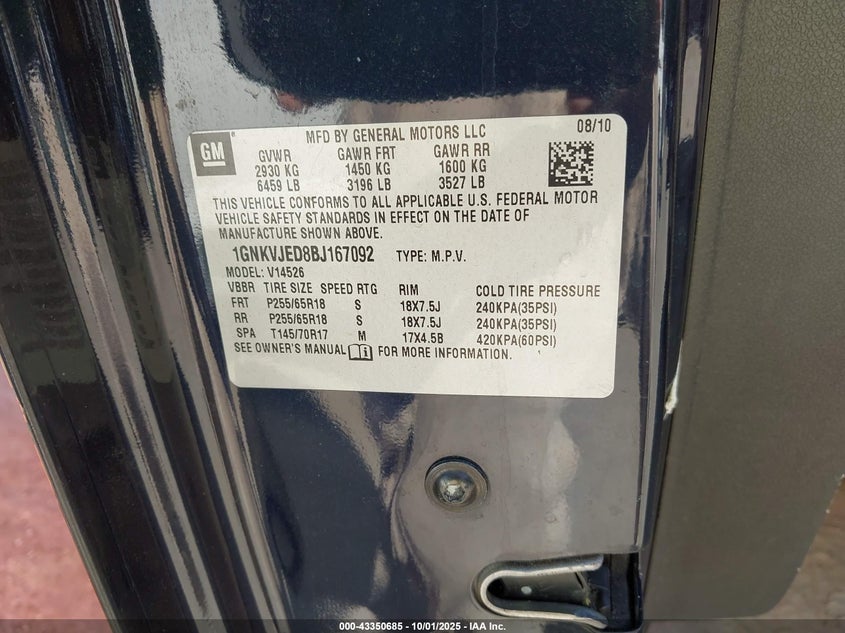 MFD BY GENERAL MOTORS LLC 08/10
GM
GVWR GAWR FRT GAWR RR
2930 KG 1450 KG 1600 KG
6459 LB 3196 LB 3527 LB
THIS VEHICLE CONFORMS TO ALL APPLICABLE U.S. FEDERAL MOTOR
VEHICLE SAFETY STANDARDS IN EFFECT ON THE DATE OF
MANUFACTURE SHOWN ABOVE.
1GNKVJED8BJ167092 TYPE: M.P.V.
MODEL: V14526
VBBR TIRE SIZE SPEED RTG RIM COLD TIRE PRESSURE
FRT P255/65R18 S 18X7.5J 240KPA(35PSI)
RR P255/65R18 S 18X7.5J 240KPA(35PSI)
SPA T145/70R17 M 17X4.5B 420KPA(60PSI)
SEE OWNER'S MANUAL FOR MORE INFORMATION.
000-43350685 - 10/01/2025 - IAA Inc.